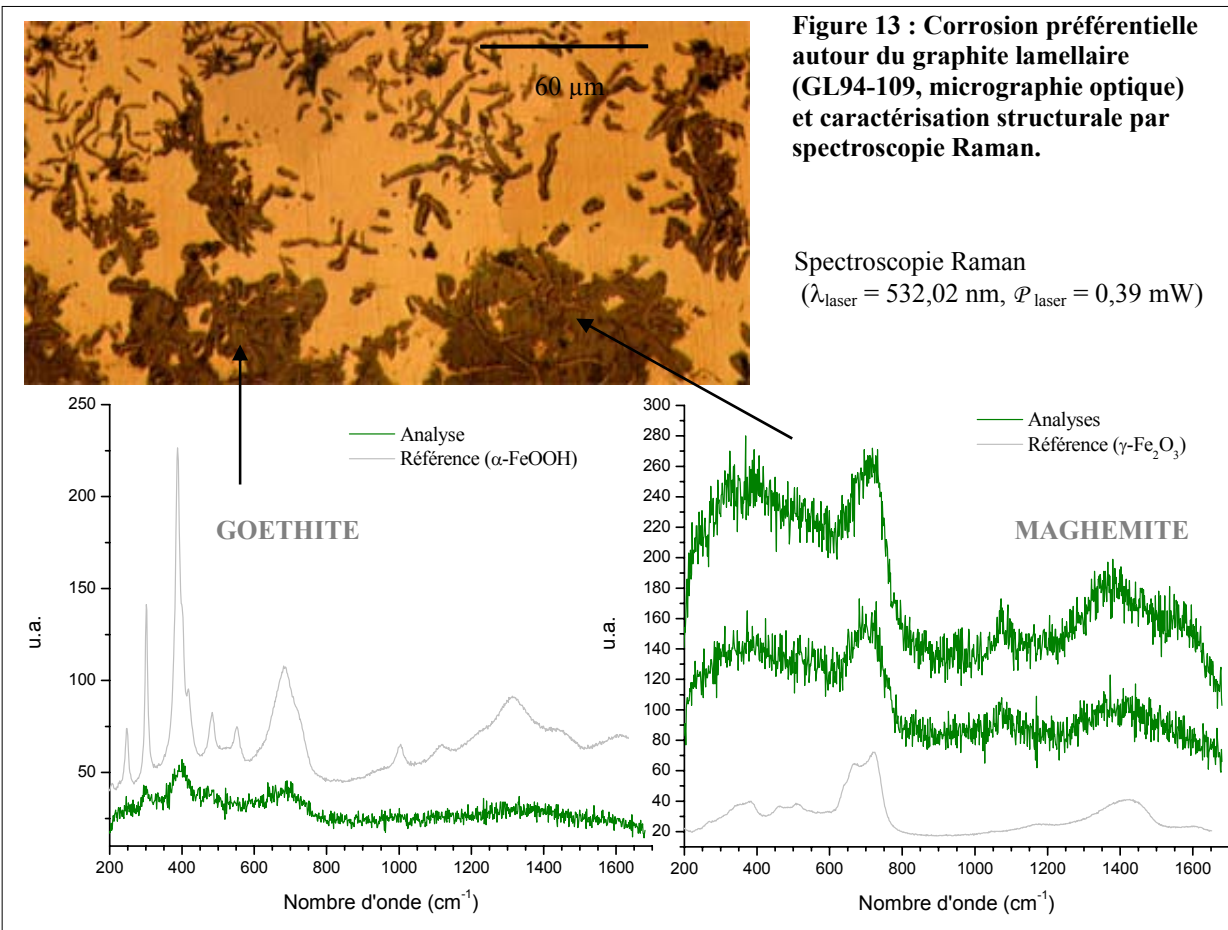 Figure 13 : Corrosion préférentielle
autour du graphite lamellaire
(GL94-109, micrographie optique)
et caractérisation structurale par
spectroscopie Raman.
60 µm
Spectroscopie Raman
(λlaser = 532,02 nm, 𝒫 laser = 0,39 mW)
250
200
150
100
50
u.a.
Analyse
Référence (α-FeOOH)
GOETHITE
200 400 600 800 1000 1200 1400 1600
Nombre d'onde (cm-1)
300
280
260
240
220
200
180
160
140
120
100
80
60
40
20
u.a.
Analyses
Référence (γ-Fe2O3)
MAGHEMITE
200 400 600 800 1000 1200 1400 1600
Nombre d'onde (cm-1)